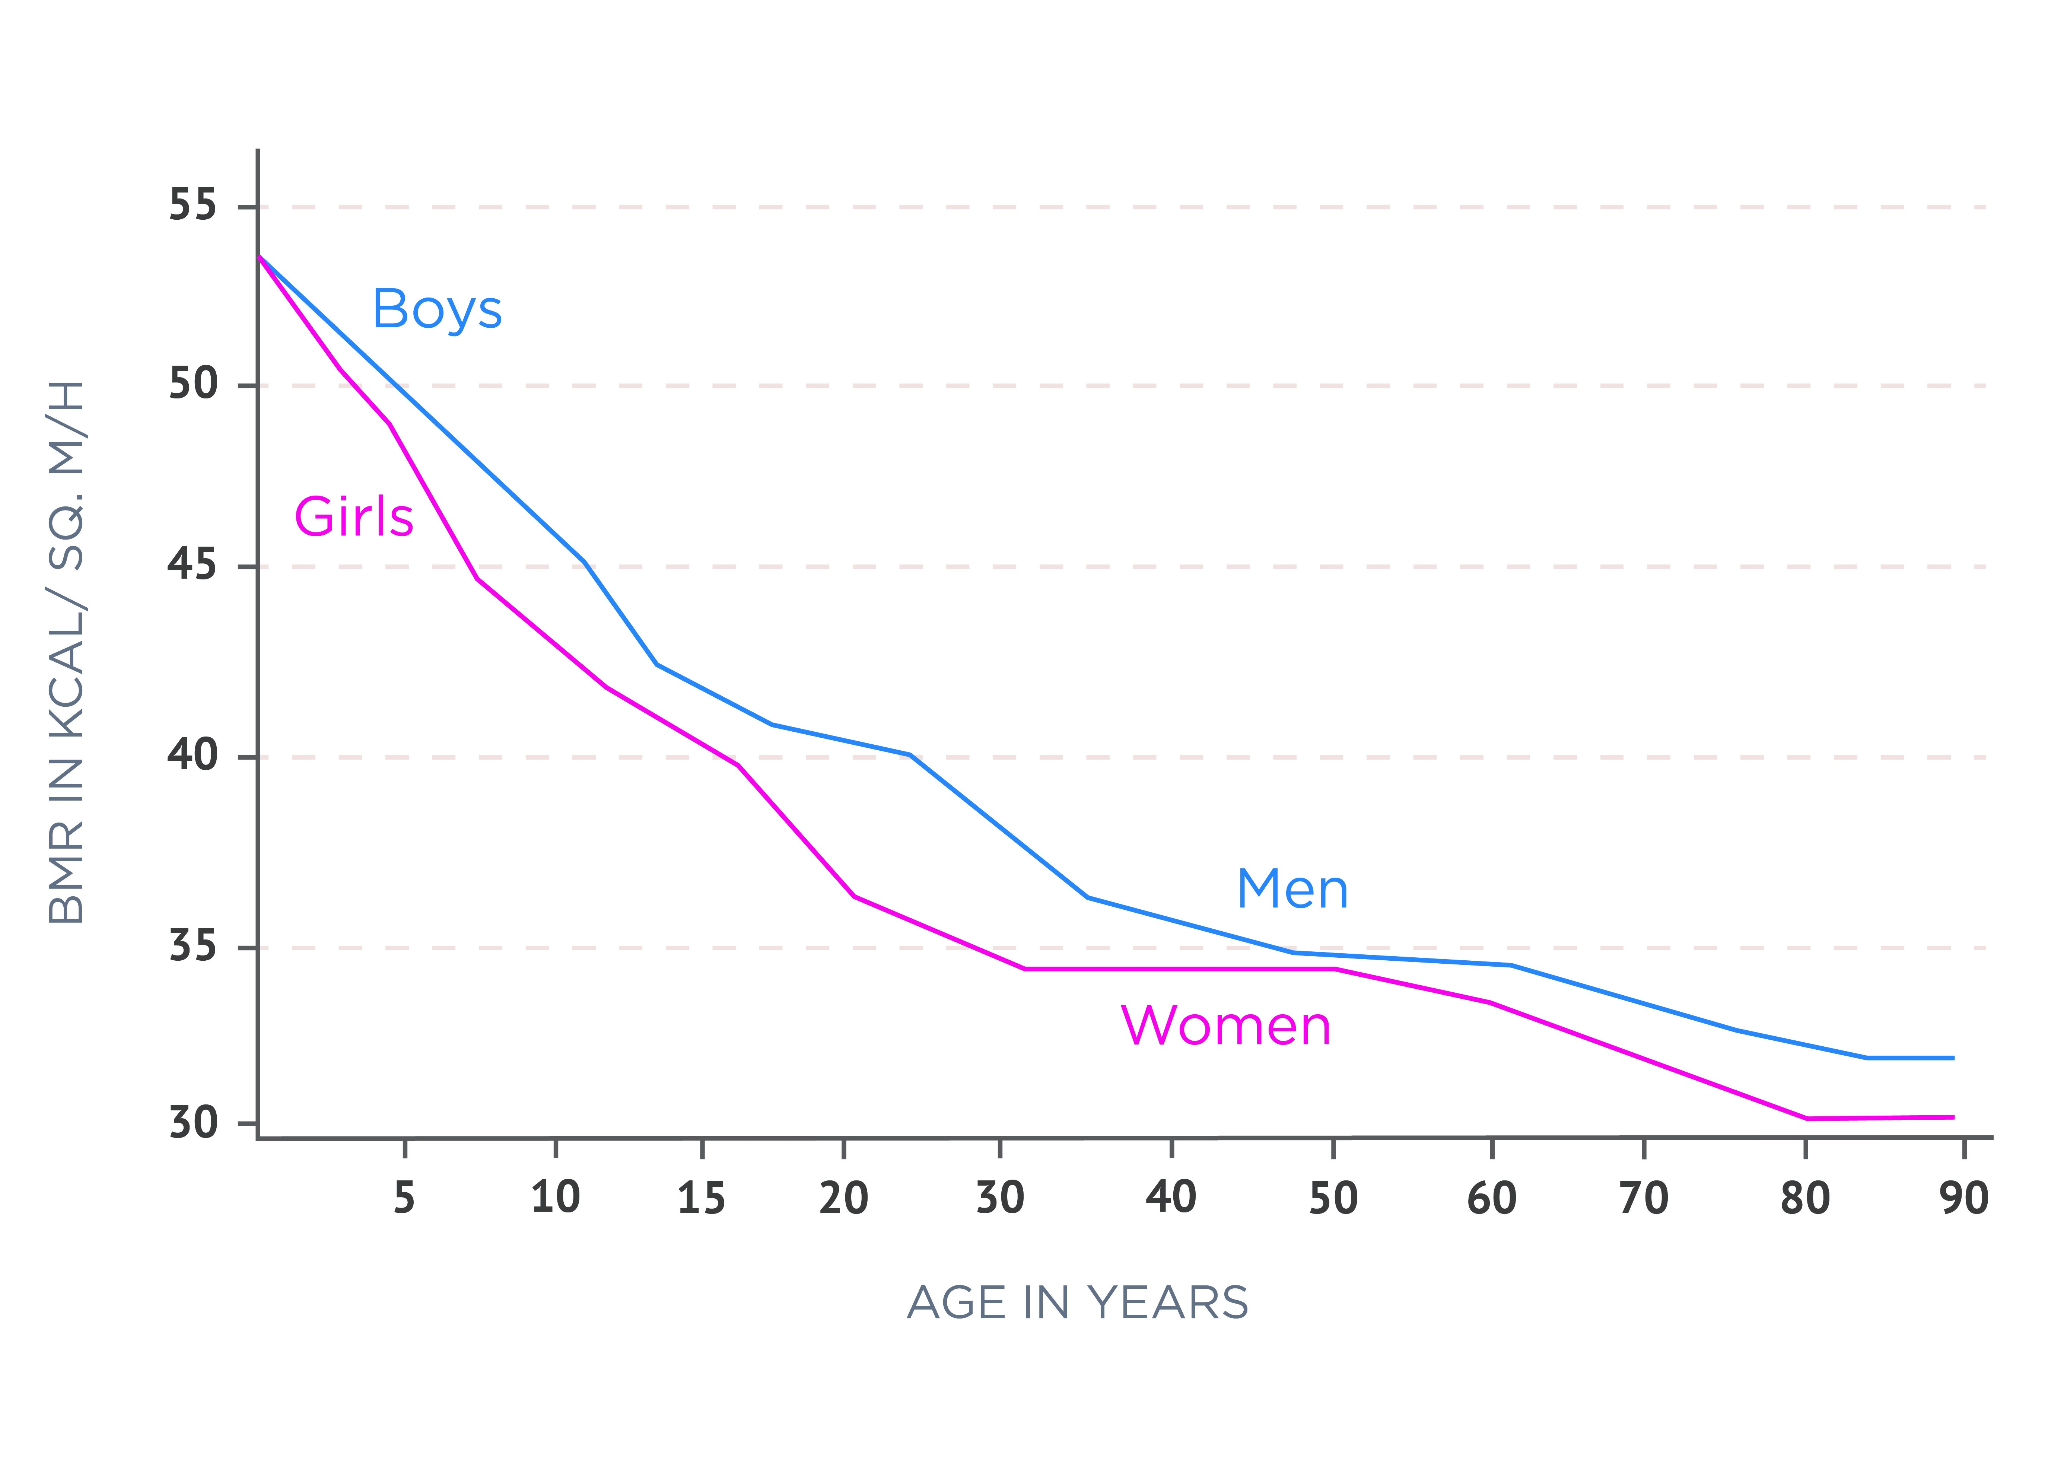 55
Boys
50
BMR IN KCAL/ SQ. M/H
Girls
45
40
Men
35
Women
30
5 10 15 20 30 40 50 60 70 80 90
AGE IN YEARS